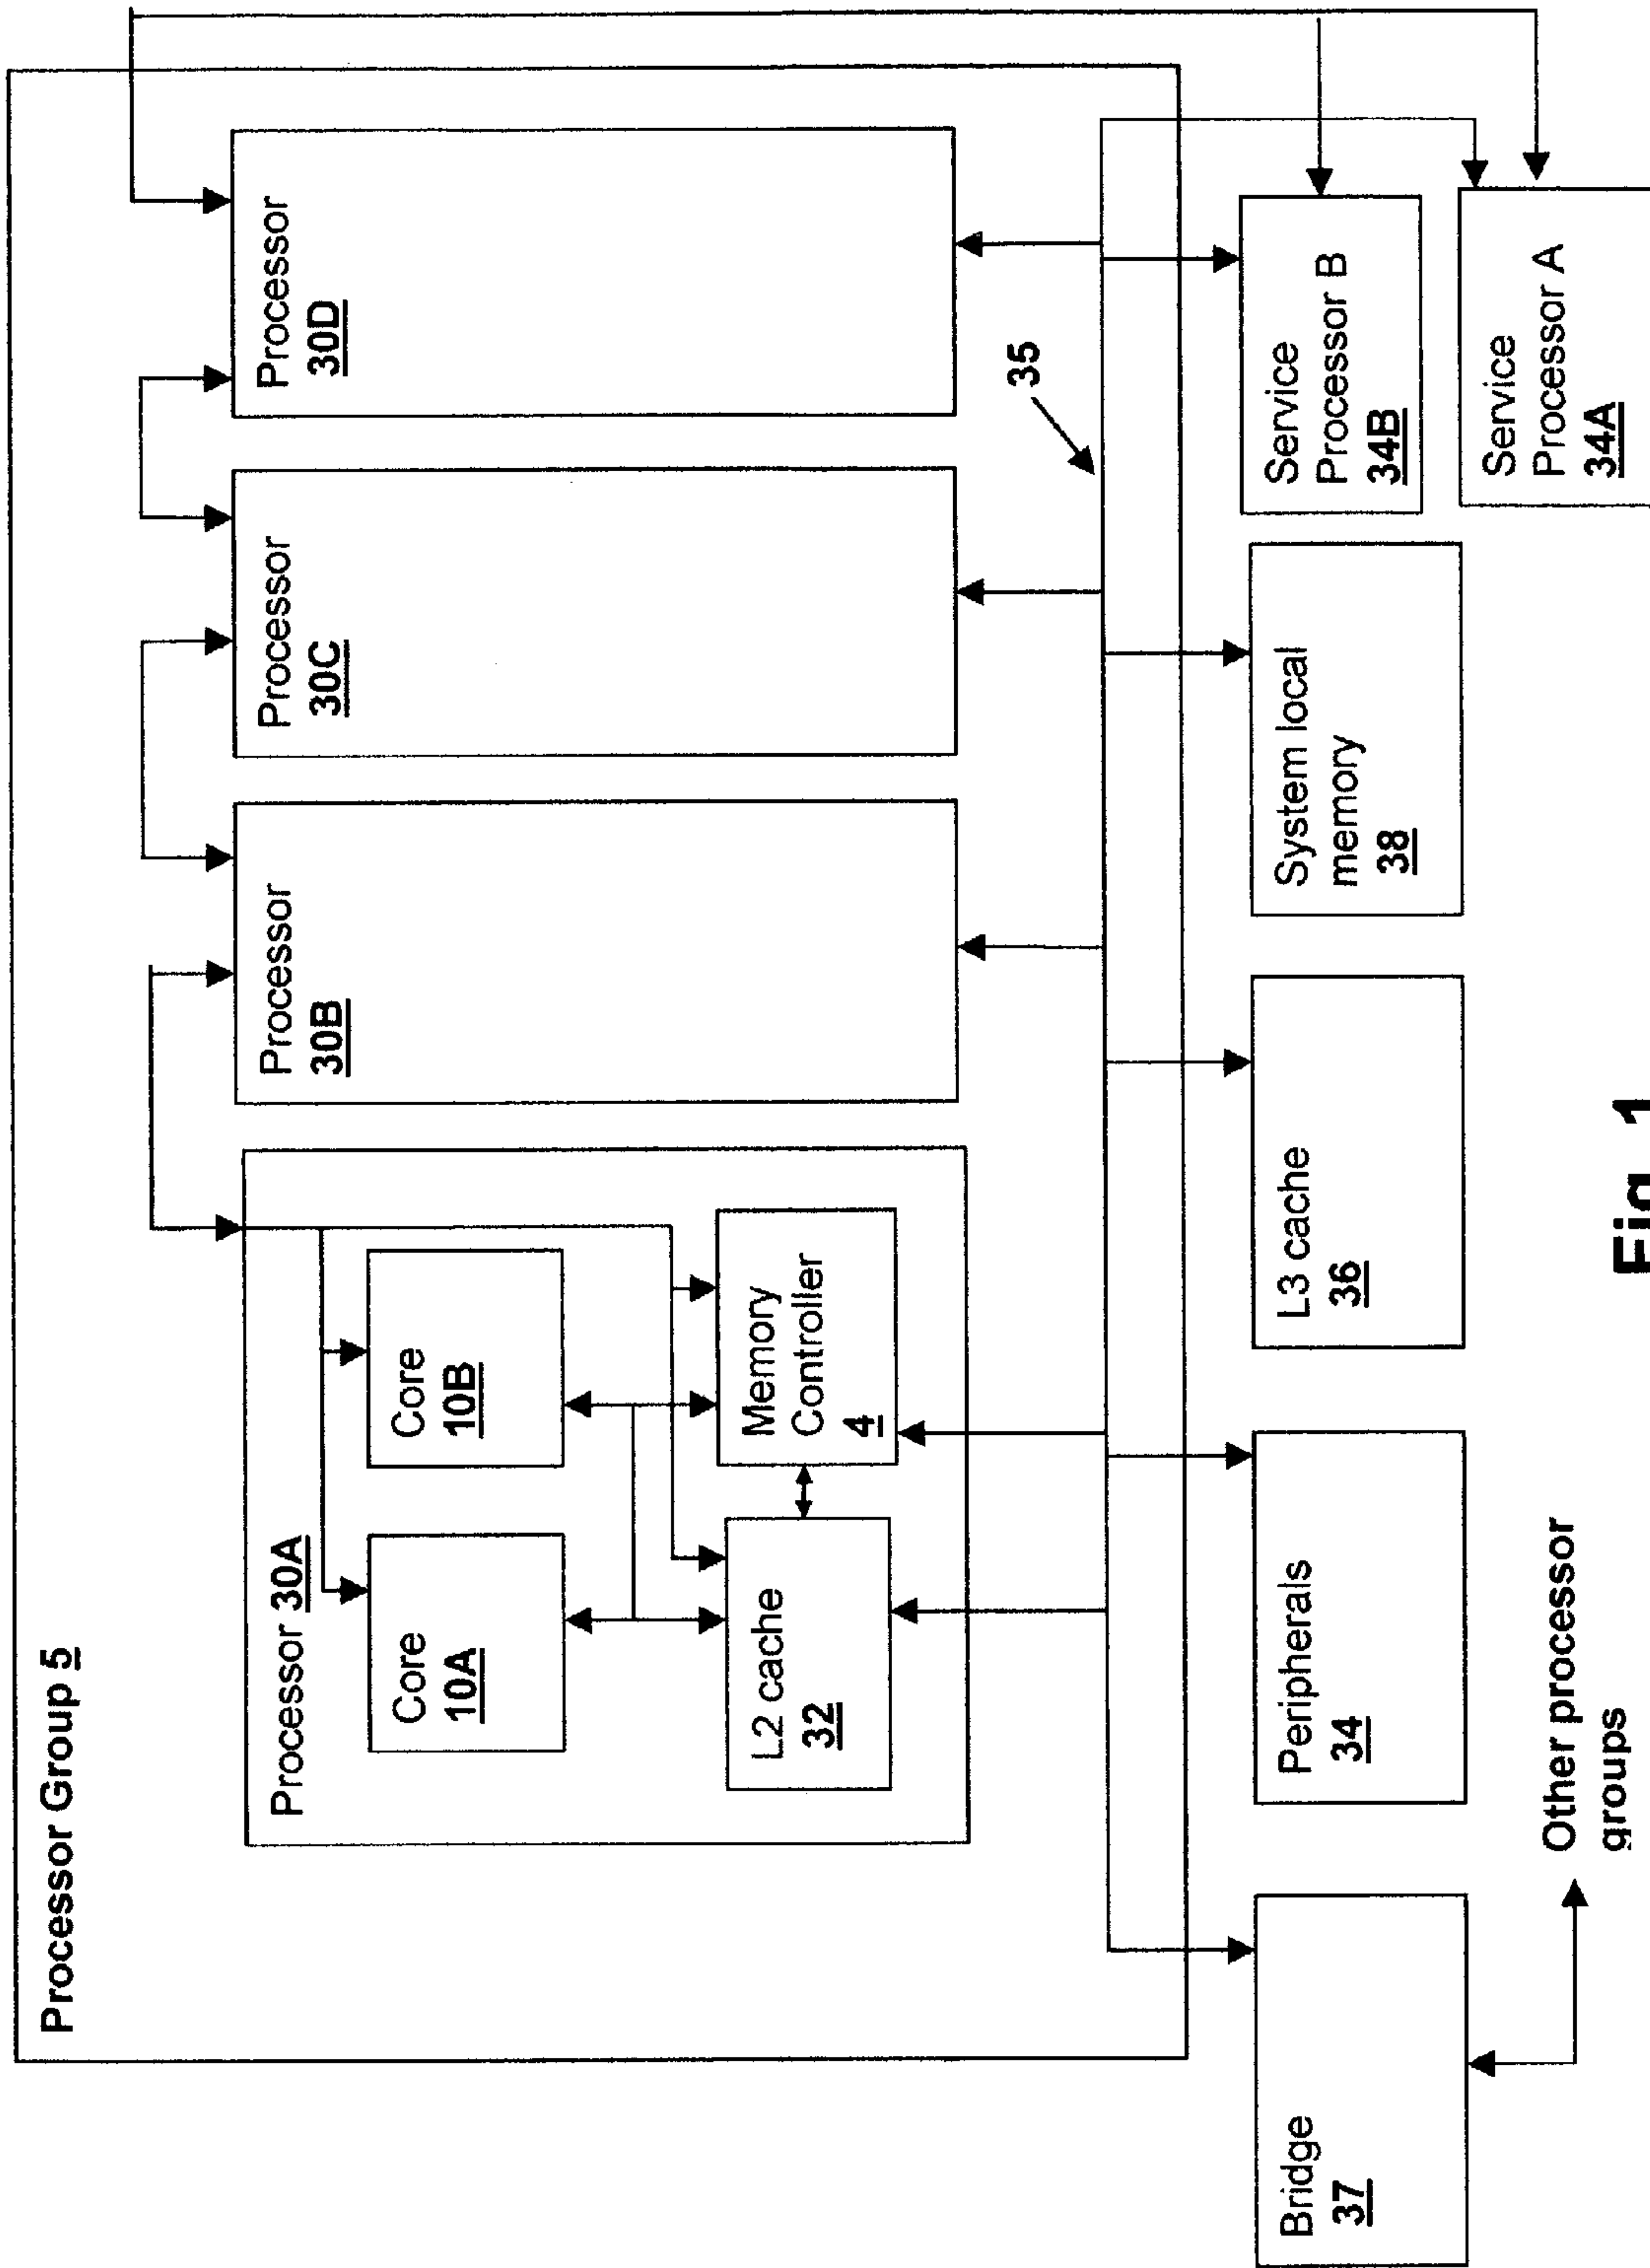 Processor Group 5
Processor 30A
Core
10A
Core
10B
L2 cache
32
Memory
Controller
4
Processor
30B
Processor
30C
Processor
30D
35
Bridge
37
Peripherals
34
L3 cache
36
System local
memory
38
Service
Processor B
34B
Service
Processor A
34A
Other processor
groups
Fig. 1